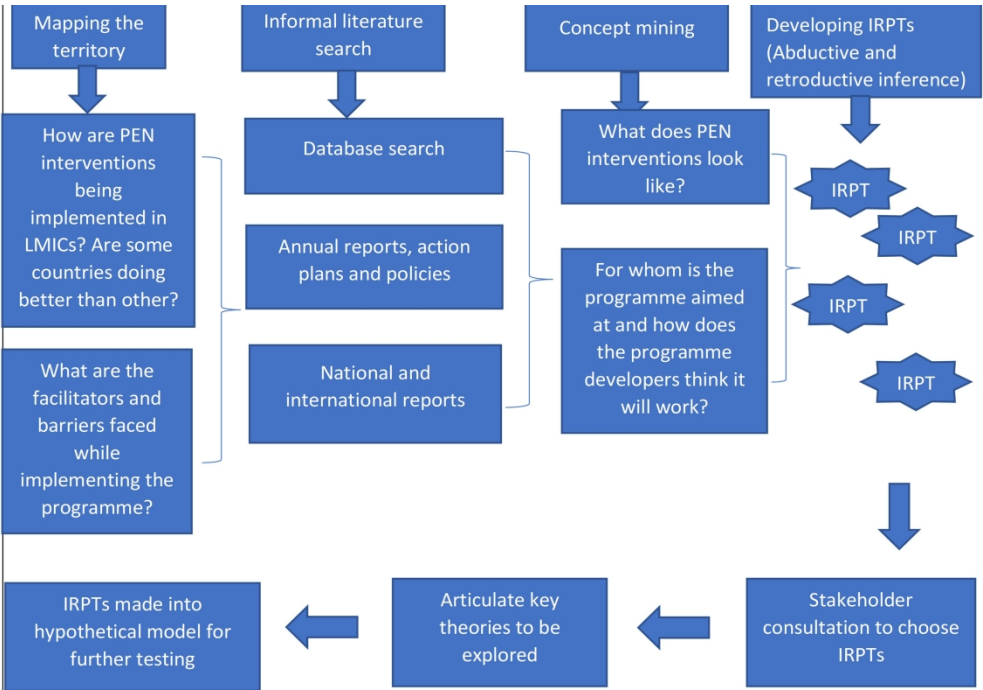 Mapping the
territory
Informal literature
search
Concept mining
Developing IRPTs
(Abductive and
retroductive inference)
How are PEN
interventions
being
implemented in
LMICs? Are some
countries doing
better than other?
What are the
facilitators and
barriers faced
while
implementing the
programme?
Database search
Annual reports, action
plans and policies
National and
international reports
What does PEN
interventions look
like?
For whom is the
programme aimed
at and how does
the programme
developers think it
will work?
IRPT
IRPT
IRPT
IRPT
Stakeholder
consultation to choose
IRPTs
Articulate key
theories to be
explored
IRPTs made into
hypothetical model for
further testing